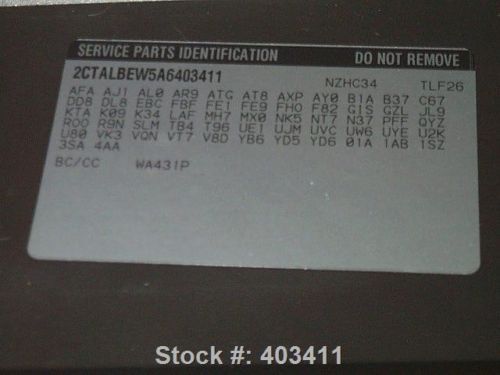 SERVICE PARTS IDENTIFICATION DO NOT REMOVE
2CTALBEW5A6403411 NZHC34 TLF26
AFA AJ1 AL0 AR9 ATG AT8 AXP AY0 B1A B37 C67
DD8 DL8 EBC FBF FE1 FE9 FHO F82 G1S GZL JL9
KTA K09 K34 LAF MH7 MX0 NK5 NT7 N37 PFF QYZ
ROO R9N SLM T84 T96 UE1 UJM UVC UW6 UYE U2K
U80 VK3 VQN VT7 V8D YB6 YD5 YD6 01A 1AB 1SZ
3SA 4AA
BC/CC WA431P
Stock #: 403411